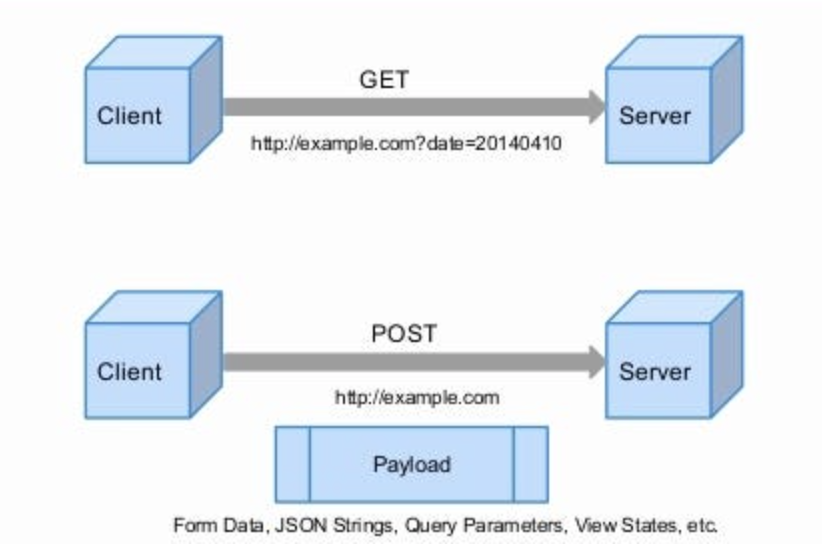 GET
Client
Server
http://example.com?date=20140410
POST
Client
Server
http://example.com
Payload
Form Data, JSON Strings, Query Parameters, View States, etc.